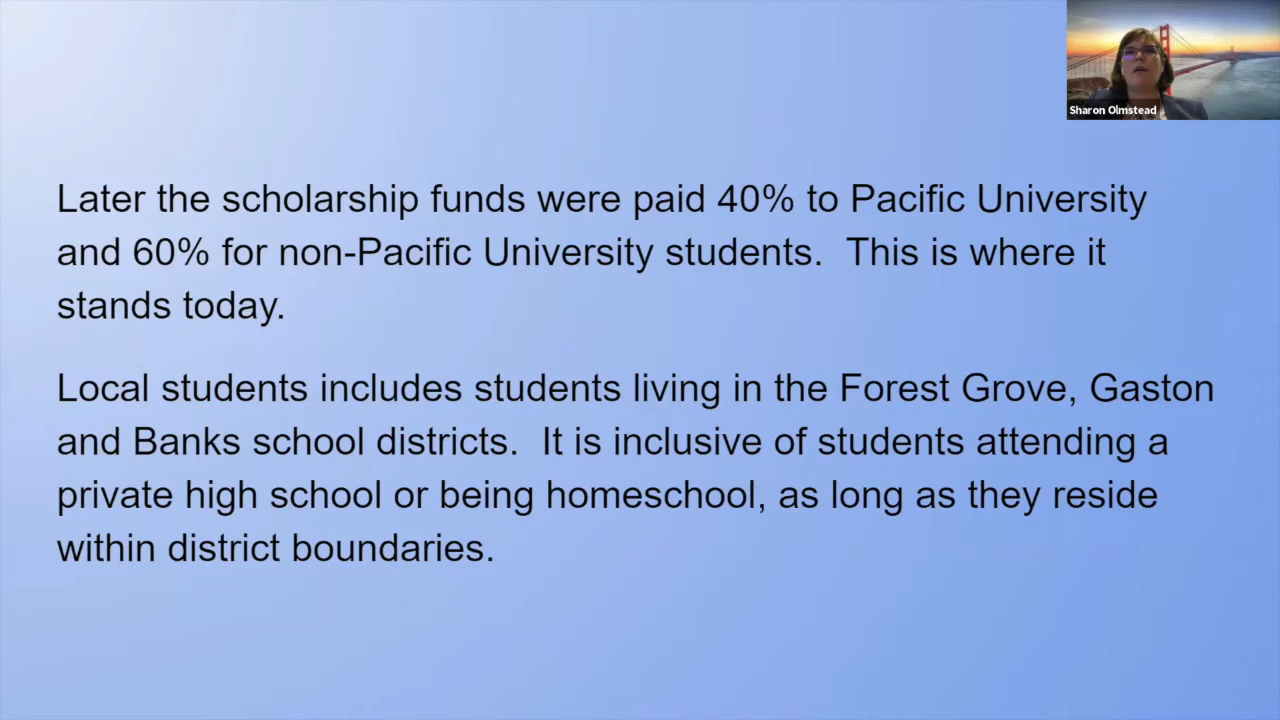 Sharon Olmstead
Later the scholarship funds were paid 40% to Pacific University
and 60% for non-Pacific University students.  This is where it
stands today.
Local students includes students living in the Forest Grove, Gaston
and Banks school districts.  It is inclusive of students attending a
private high school or being homeschool, as long as they reside
within district boundaries.